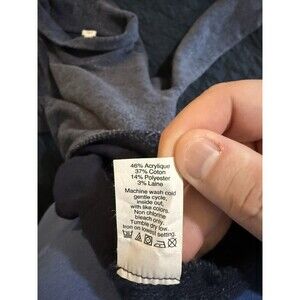 46% Acrylique
37% Coton
14% Polyester
3% Laine
Machine wash cold
gentle cycle,
inside out,
with like colors.
Non chlorine
bleach only.
Tumble dry low.
Iron on lowest setting.